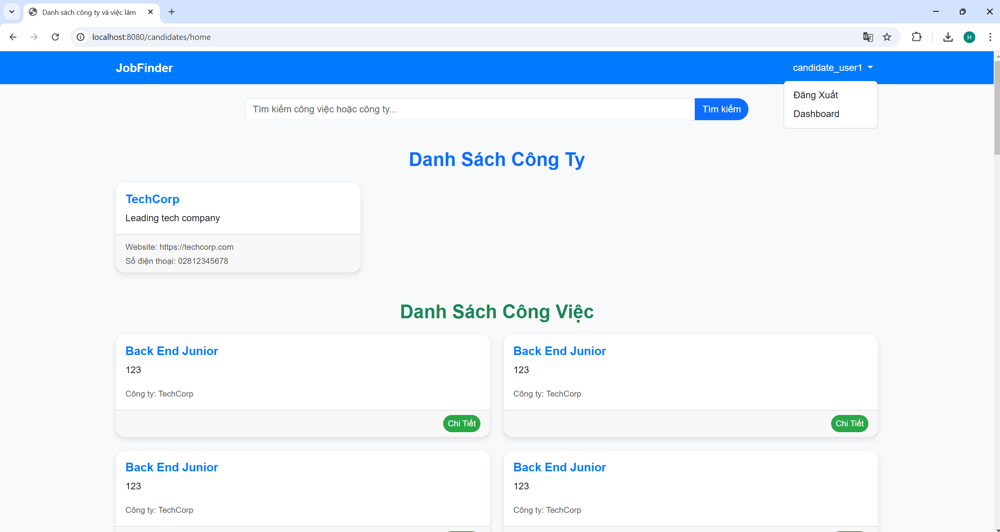 Danh sách công ty và việc làm
localhost:8080/candidates/home
H
JobFinder
candidate_user1
Đăng Xuất
Dashboard
Tìm kiếm công việc hoặc công ty...
Tìm kiếm
Danh Sách Công Ty
TechCorp
Leading tech company
Website: https://techcorp.com
Số điện thoại: 02812345678
Danh Sách Công Việc
Back End Junior
123
Công ty: TechCorp
Chi Tiết
Back End Junior
123
Công ty: TechCorp
Chi Tiết
Back End Junior
123
Công ty: TechCorp
Back End Junior
123
Công ty: TechCorp